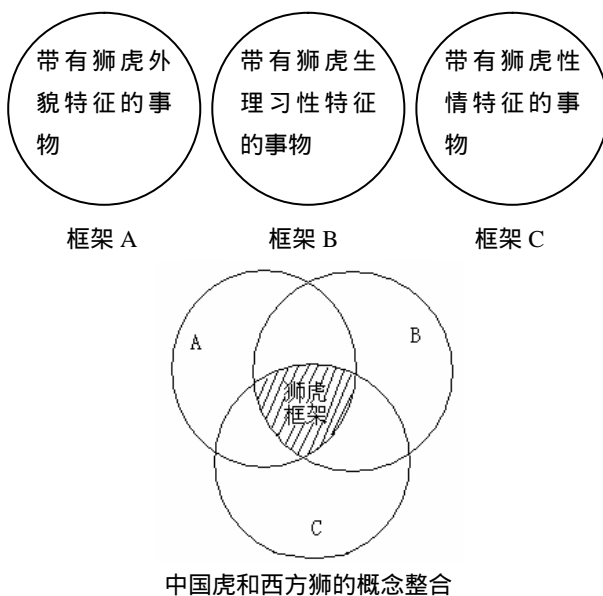 带有狮虎外
貌特征的事
物
带有狮虎生
理习性特征
的事物
带有狮虎性
情特征的事
物
框架 A
框架 B
框架 C
A
B
狮虎
框架
C
中国虎和西方狮的概念整合